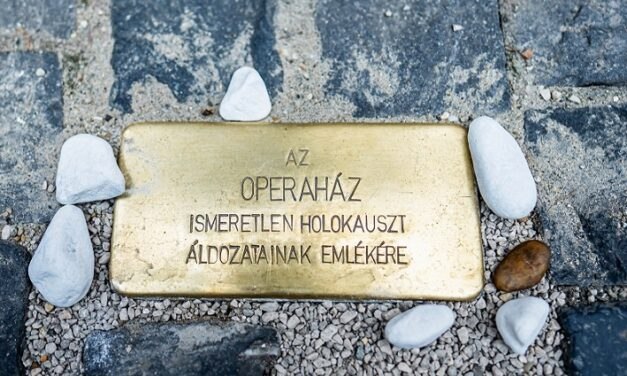 AZ
OPERAHÁZ
ISMERETLEN HOLOKAUSZT
ÁLDOZATAINAK EMLÉKÉRE